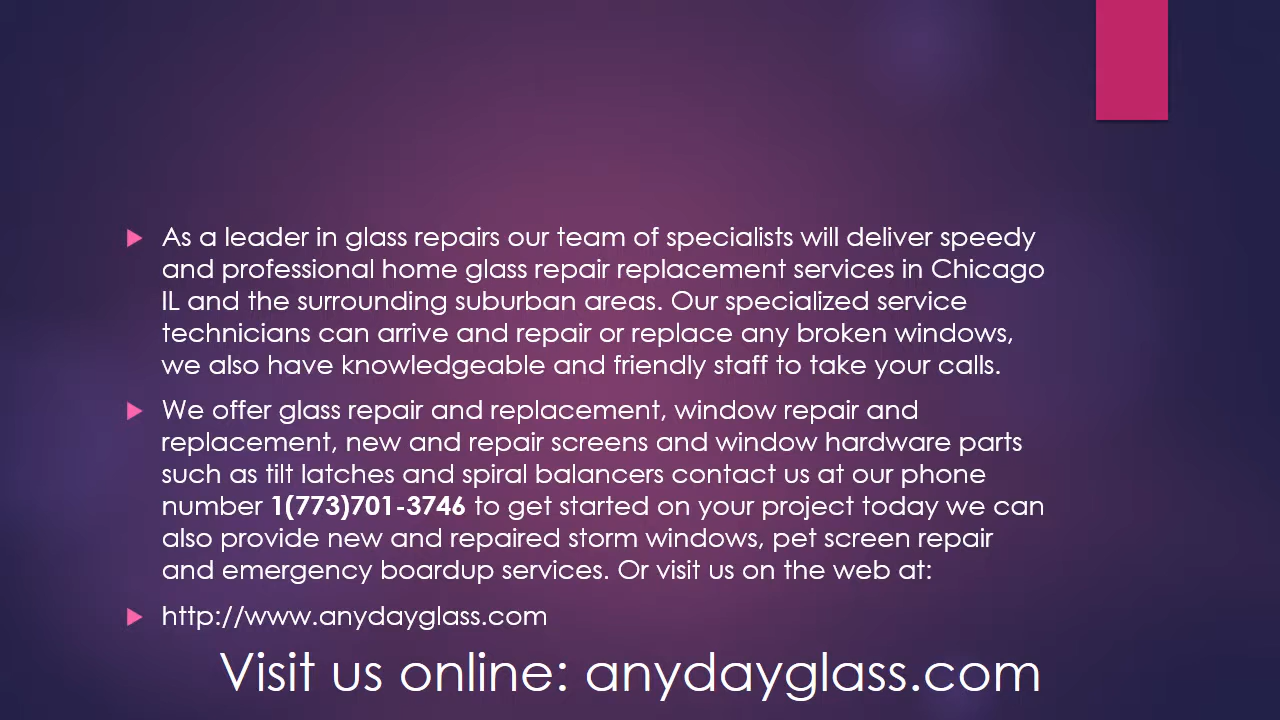 As a leader in glass repairs our team of specialists will deliver speedy
and professional home glass repair replacement services in Chicago
IL and the surrounding suburban areas. Our specialized service
technicians can arrive and repair or replace any broken windows,
we also have knowledgeable and friendly staff to take your calls.
We offer glass repair and replacement, window repair and
replacement, new and repair screens and window hardware parts
such as tilt latches and spiral balancers contact us at our phone
number 1(773)701-3746 to get started on your project today we can
also provide new and repaired storm windows, pet screen repair
and emergency boardup services. Or visit us on the web at:
http://www.anydayglass.com
Visit us online: anydayglass.com